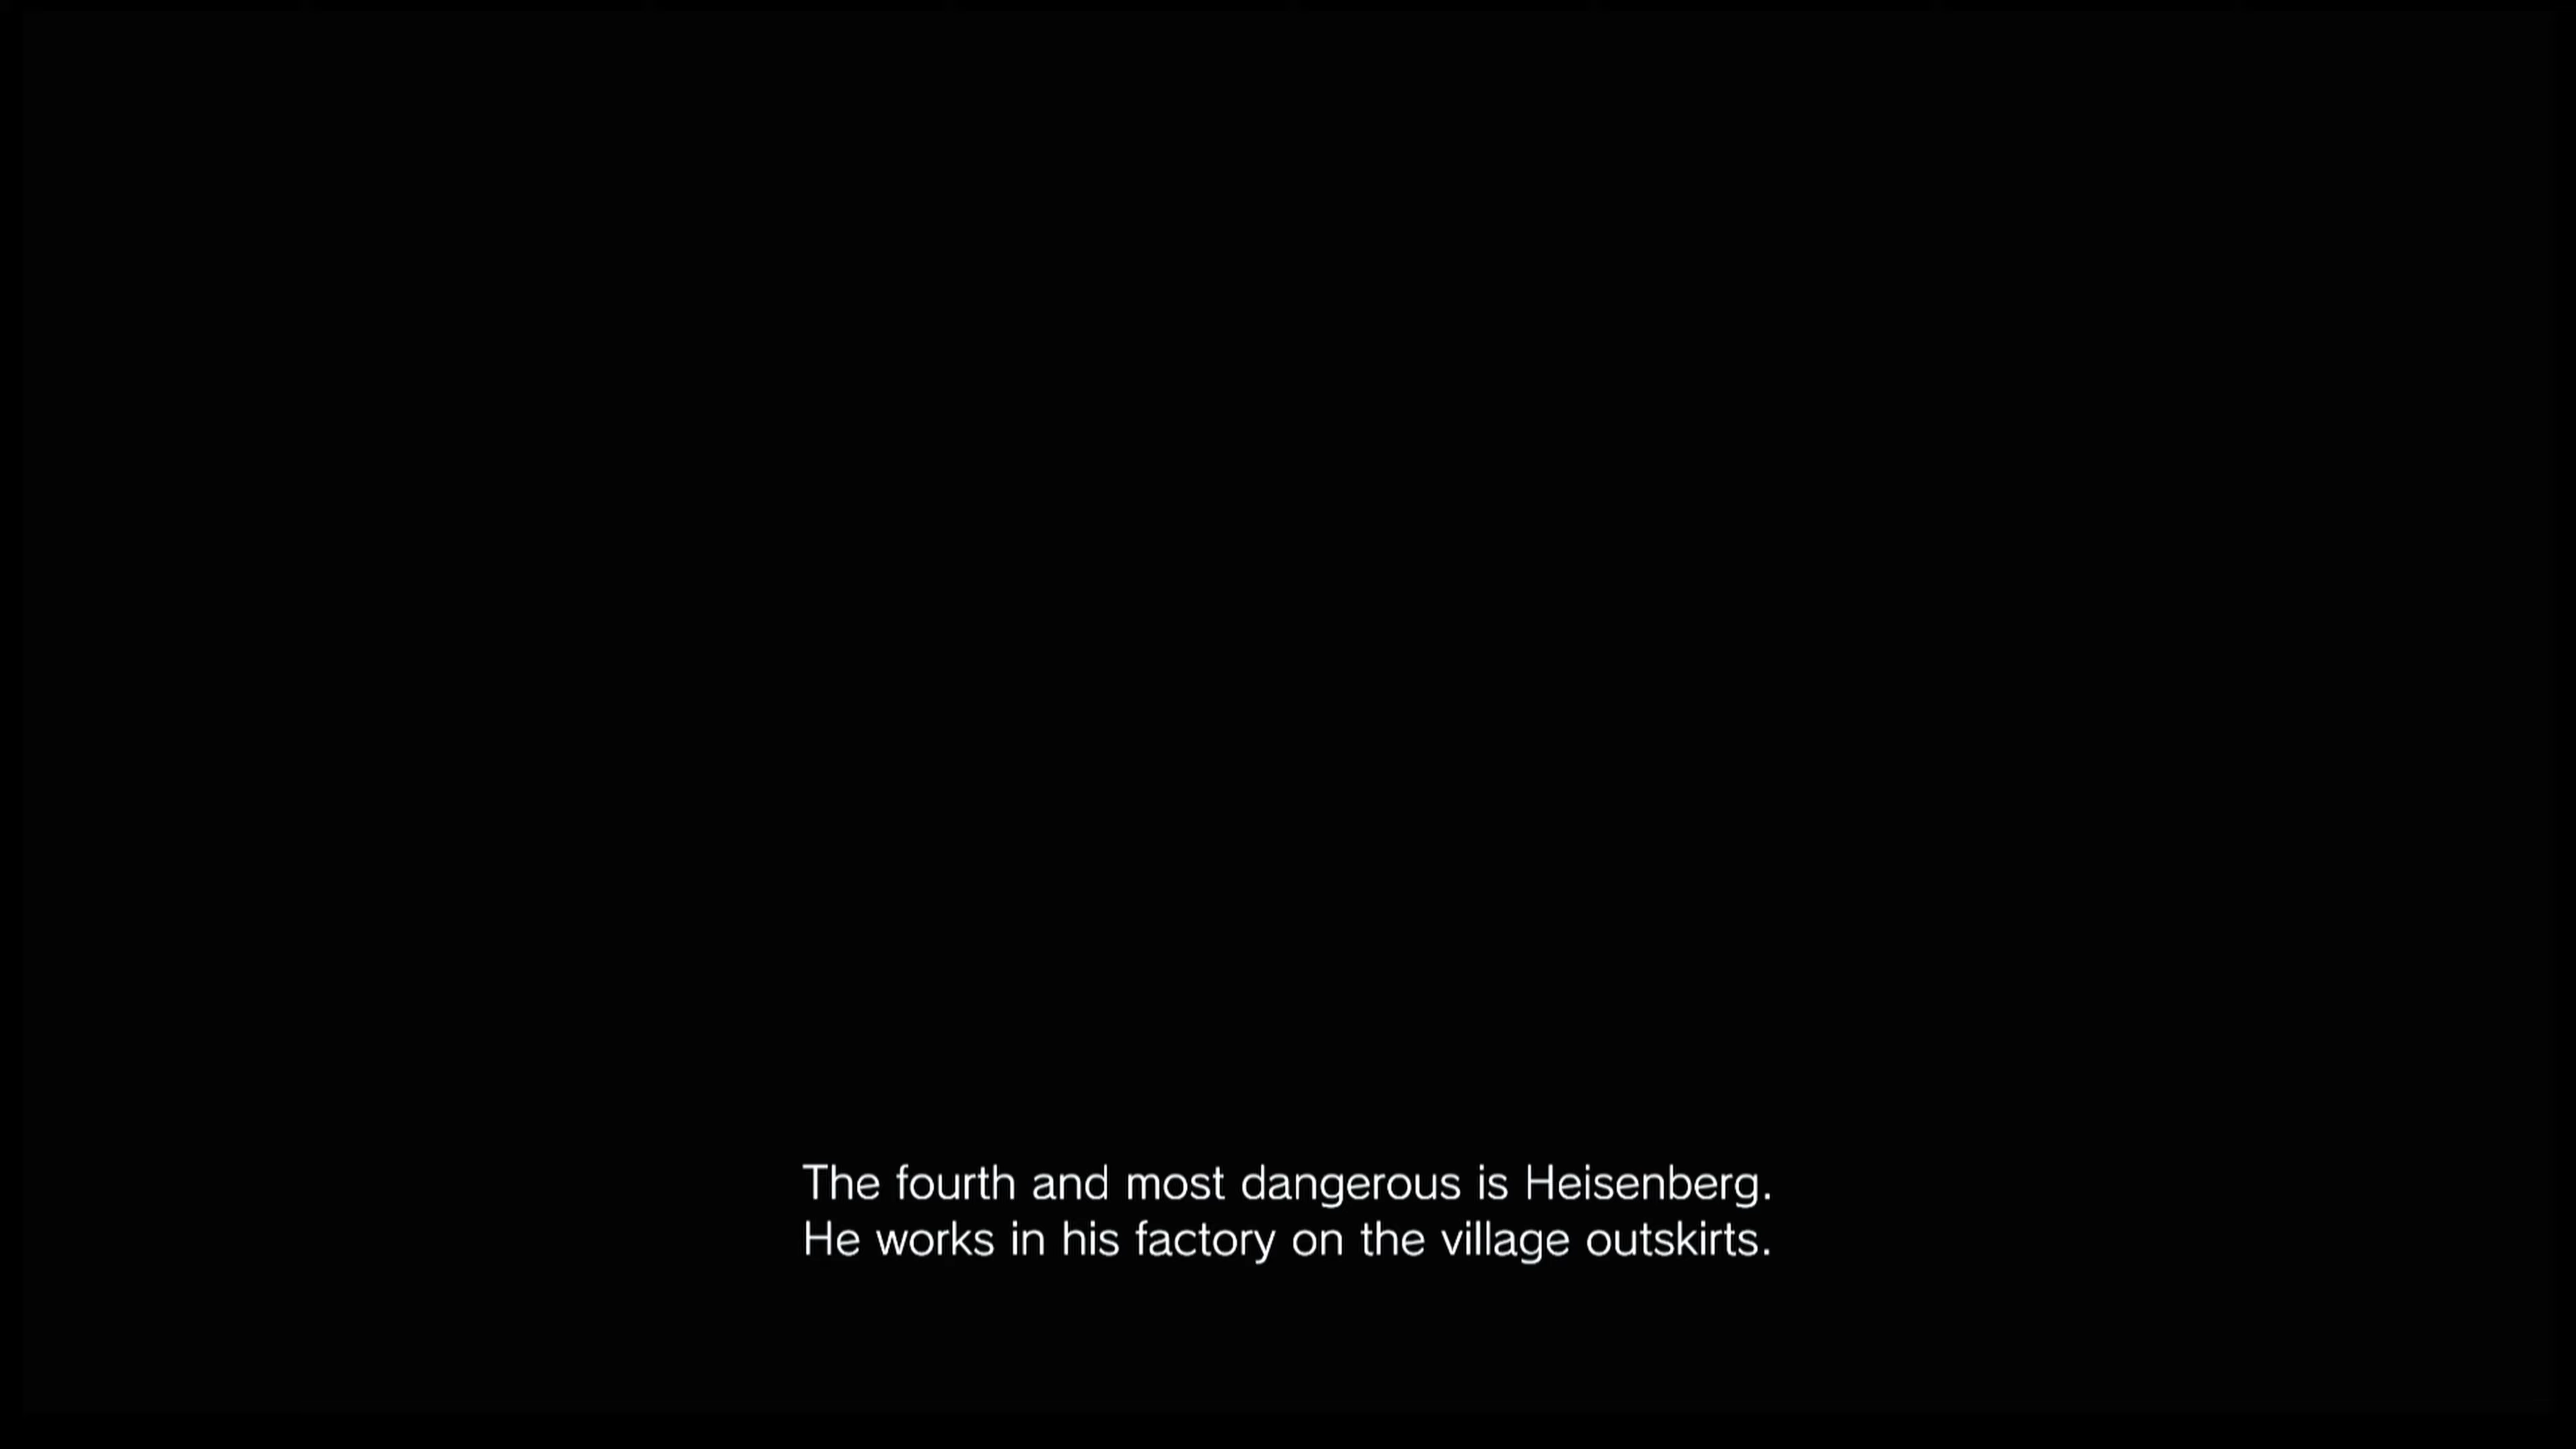 The fourth and most dangerous is Heisenberg.
He works in his factory on the village outskirts.